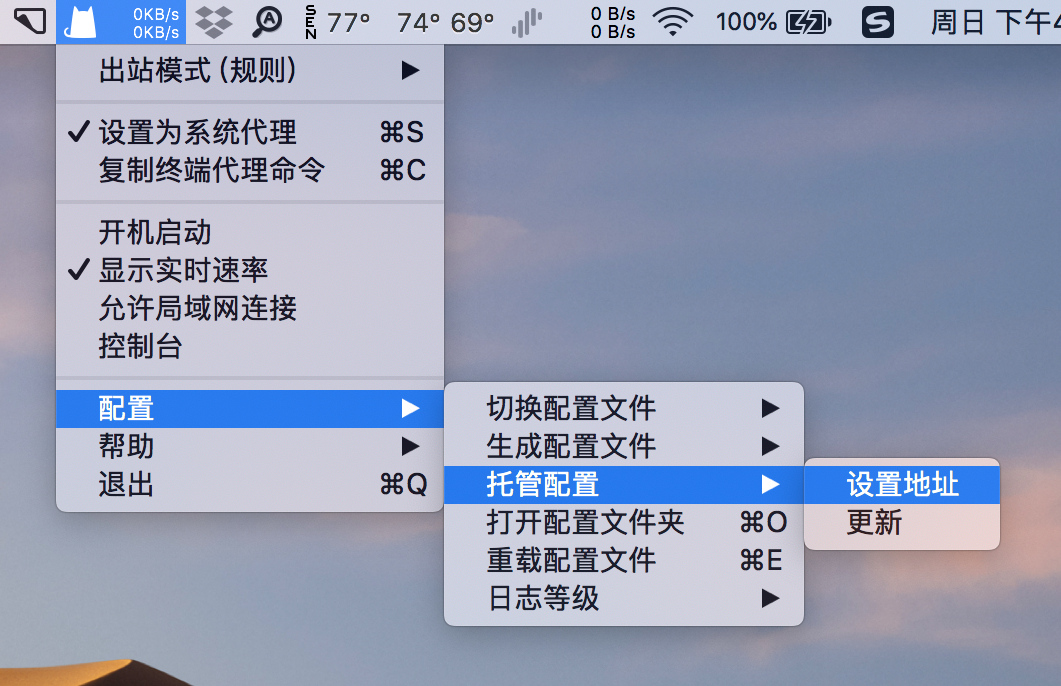 0KB/s
0KB/s
SEN
77° 74° 69°
0 B/s
0 B/s
100%
周日 下午4
出站模式 (规则)
✓ 设置为系统代理 ⌘S
复制终端代理命令 ⌘C
开机启动
✓ 显示实时速率
允许局域网连接
控制台
配置
帮助
退出 ⌘Q
切换配置文件
生成配置文件
托管配置
打开配置文件夹 ⌘O
重载配置文件 ⌘E
日志等级
设置地址
更新